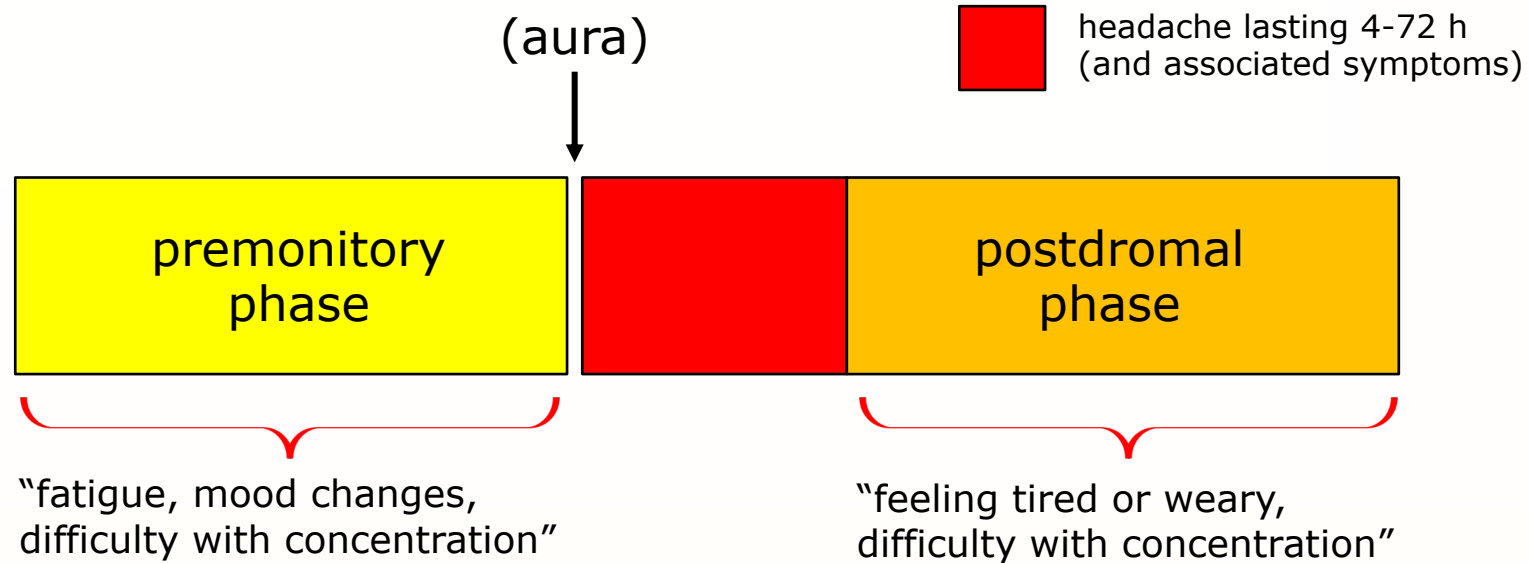 (aura)
headache lasting 4-72 h
(and associated symptoms)
premonitory
phase
postdromal
phase
“fatigue, mood changes,
difficulty with concentration”
“feeling tired or weary,
difficulty with concentration”